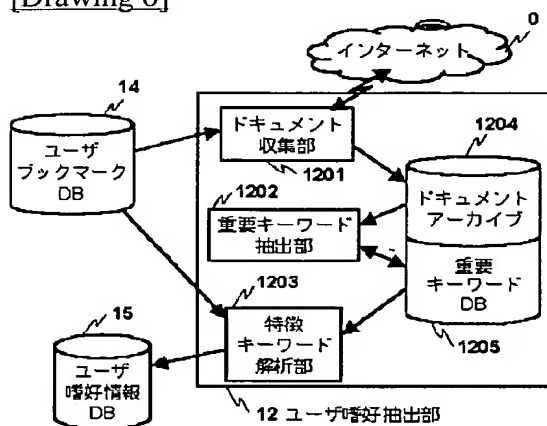 [Drawing 6]
0
インターネット
14
ユーザ
ブックマーク
DB
ドキュメント
収集部
1201
1204
ドキュメント
アーカイブ
1202
重要キーワード
抽出部
重要
キーワード
DB
1205
1203
特徴
キーワード
解析部
15
ユーザ
嗜好情報
DB
12 ユーザ嗜好抽出部